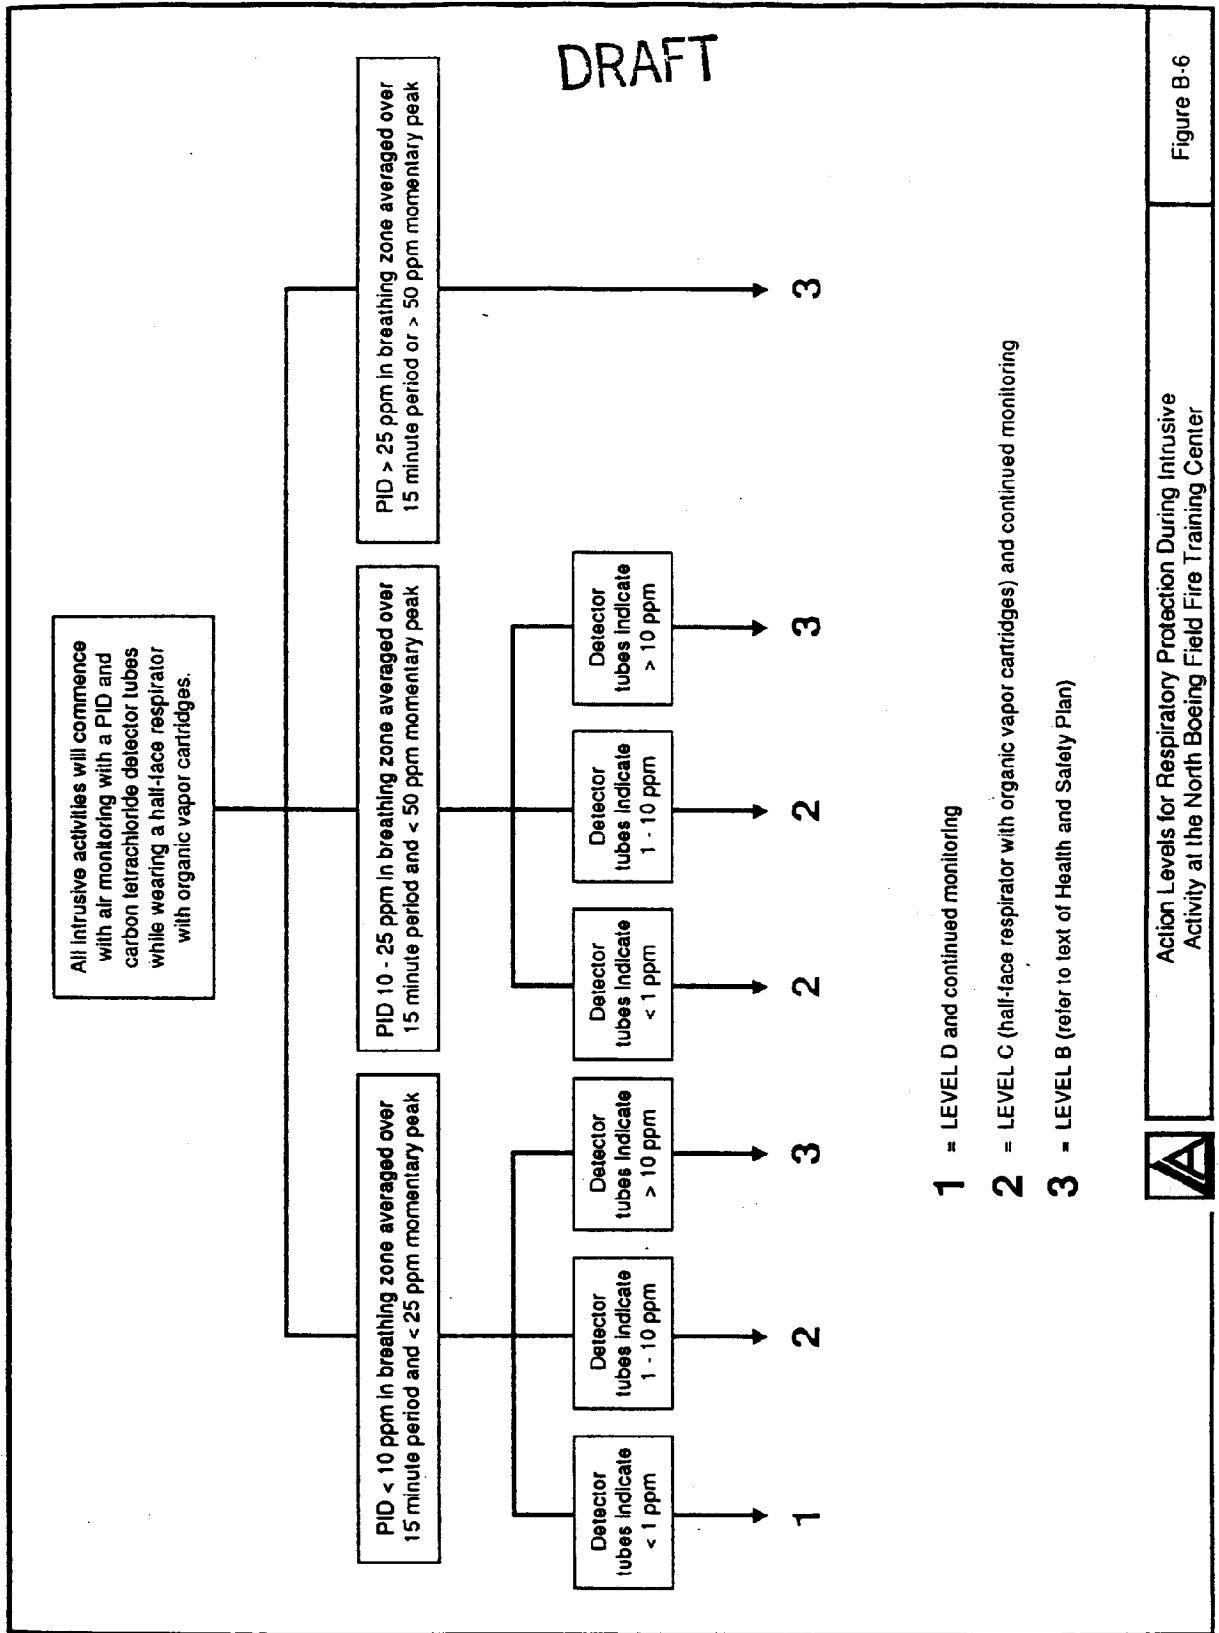 DRAFT
All intrusive activities will commence
with air monitoring with a PID and
carbon tetrachloride detector tubes
while wearing a half-face respirator
with organic vapor cartridges.
PID < 10 ppm in breathing zone averaged over
15 minute period and < 25 ppm momentary peak
PID 10 - 25 ppm in breathing zone averaged over
15 minute period and < 50 ppm momentary peak
PID > 25 ppm in breathing zone averaged over
15 minute period or > 50 ppm momentary peak
Detector
tubes indicate
< 1 ppm
Detector
tubes indicate
1 - 10 ppm
Detector
tubes indicate
> 10 ppm
Detector
tubes indicate
< 1 ppm
Detector
tubes indicate
1 - 10 ppm
Detector
tubes indicate
> 10 ppm
1
2
3
2
2
3
3
1 = LEVEL D and continued monitoring
2 = LEVEL C (half-face respirator with organic vapor cartridges) and continued monitoring
3 = LEVEL B (refer to text of Health and Safety Plan)
Action Levels for Respiratory Protection During Intrusive
Activity at the North Boeing Field Fire Training Center
Figure B-6